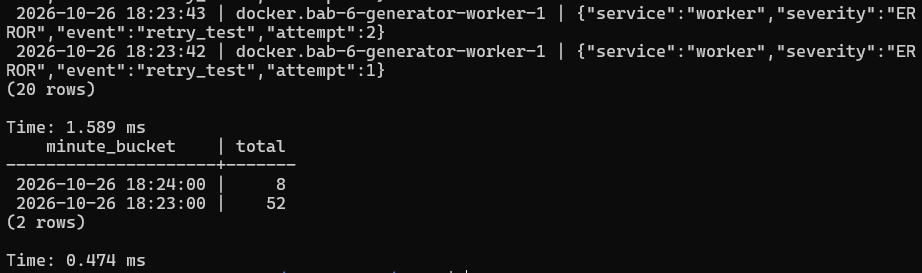 2026-10-26 18:23:43 | docker.bab-6-generator-worker-1 | {"service":"worker","severity":"ER
ROR","event":"retry_test","attempt":2}
2026-10-26 18:23:42 | docker.bab-6-generator-worker-1 | {"service":"worker","severity":"ER
ROR","event":"retry_test","attempt":1}
(20 rows)
Time: 1.589 ms
minute_bucket | total
---------------------+-------
2026-10-26 18:24:00 | 8
2026-10-26 18:23:00 | 52
(2 rows)
Time: 0.474 ms